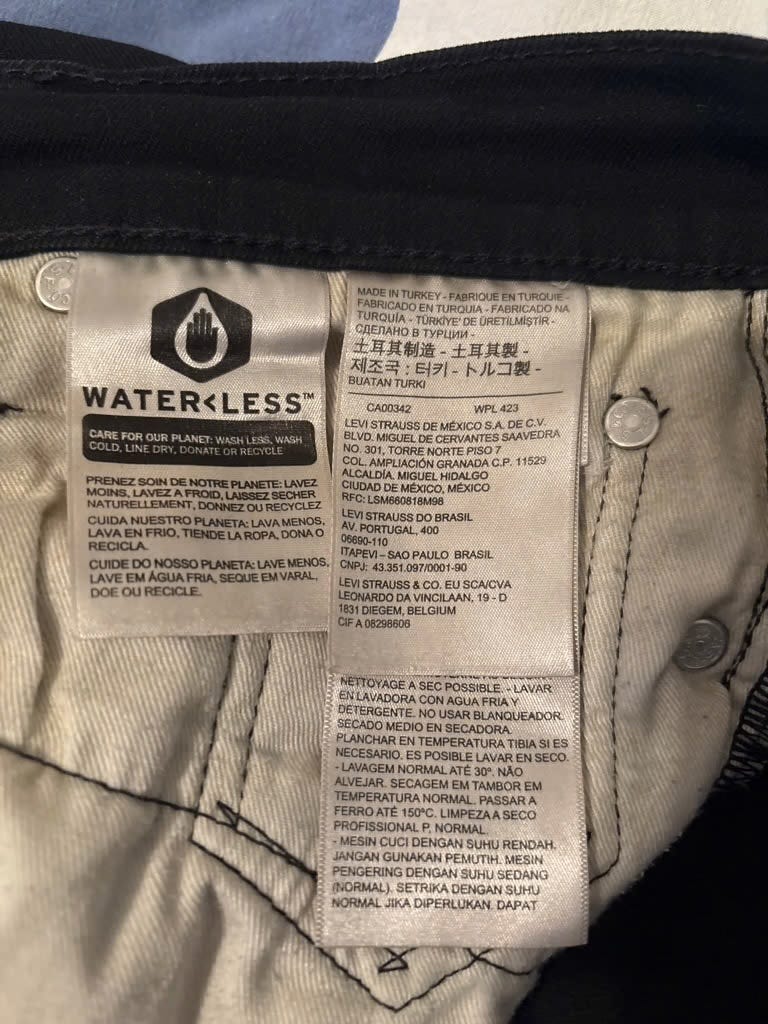 WATER<LESS™
CARE FOR OUR PLANET: WASH LESS, WASH
COLD, LINE DRY, DONATE OR RECYCLE
PRENEZ SOIN DE NOTRE PLANETE: LAVEZ
MOINS, LAVEZ A FROID, LAISSEZ SECHER
NATURELLEMENT, DONNEZ OU RECYCLEZ
CUIDA NUESTRO PLANETA: LAVA MENOS,
LAVA EN FRIO, TIENDE LA ROPA, DONA O
RECICLA.
CUIDE DO NOSSO PLANETA: LAVE MENOS,
LAVE EM ÁGUA FRIA, SEQUE EM VARAL,
DOE OU RECICLE.
MADE IN TURKEY - FABRIQUE EN TURQUIE -
FABRICADO EN TURQUIA - FABRICADO NA
TURQUÍA - TÜRKİYE' DE ÜRETİLMİŞTİR -
СДЕЛАНО В ТУРЦИИ -
土耳其制造 - 土耳其製 -
제조국 : 터키 - トルコ製 -
BUATAN TURKI
CA00342 WPL 423
LEVI STRAUSS DE MÉXICO S.A. DE C.V.
BLVD. MIGUEL DE CERVANTES SAAVEDRA
NO. 301, TORRE NORTE PISO 7
COL. AMPLIACIÓN GRANADA C.P. 11529
ALCALDÍA. MIGUEL HIDALGO
CIUDAD DE MÉXICO, MÉXICO
RFC: LSM660818M98
LEVI STRAUSS DO BRASIL
AV. PORTUGAL, 400
06690-110
ITAPEVI – SAO PAULO BRASIL
CNPJ: 43.351.097/0001-90
LEVI STRAUSS & CO. EU SCA/CVA
LEONARDO DA VINCILAAN, 19 - D
1831 DIEGEM, BELGIUM
CIF A 08298606
NETTOYAGE A SEC POSSIBLE. - LAVAR
EN LAVADORA CON AGUA FRIA Y
DETERGENTE. NO USAR BLANQUEADOR.
SECADO MEDIO EN SECADORA.
PLANCHAR EN TEMPERATURA TIBIA SI ES
NECESARIO. ES POSIBLE LAVAR EN SECO.
- LAVAGEM NORMAL ATÉ 30º. NÃO
ALVEJAR. SECAGEM EM TAMBOR EM
TEMPERATURA NORMAL. PASSAR A
FERRO ATÉ 150ºC. LIMPEZA A SECO
PROFISSIONAL P, NORMAL.
- MESIN CUCI DENGAN SUHU RENDAH.
JANGAN GUNAKAN PEMUTIH. MESIN
PENGERING DENGAN SUHU SEDANG
(NORMAL). SETRIKA DENGAN SUHU
NORMAL JIKA DIPERLUKAN. DAPAT